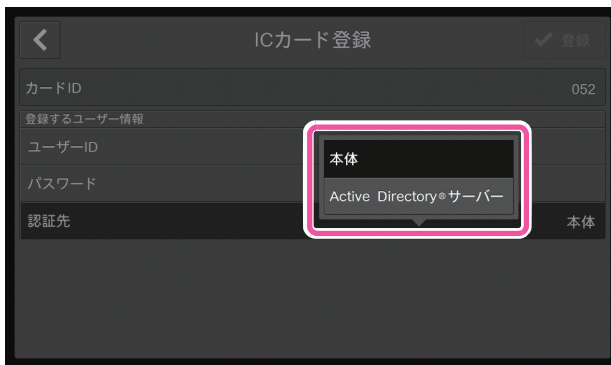 ICカード登録
登録
カードID
052
登録するユーザー情報
ユーザーID
パスワード
本体
Active Directory®サーバー
認証先
本体